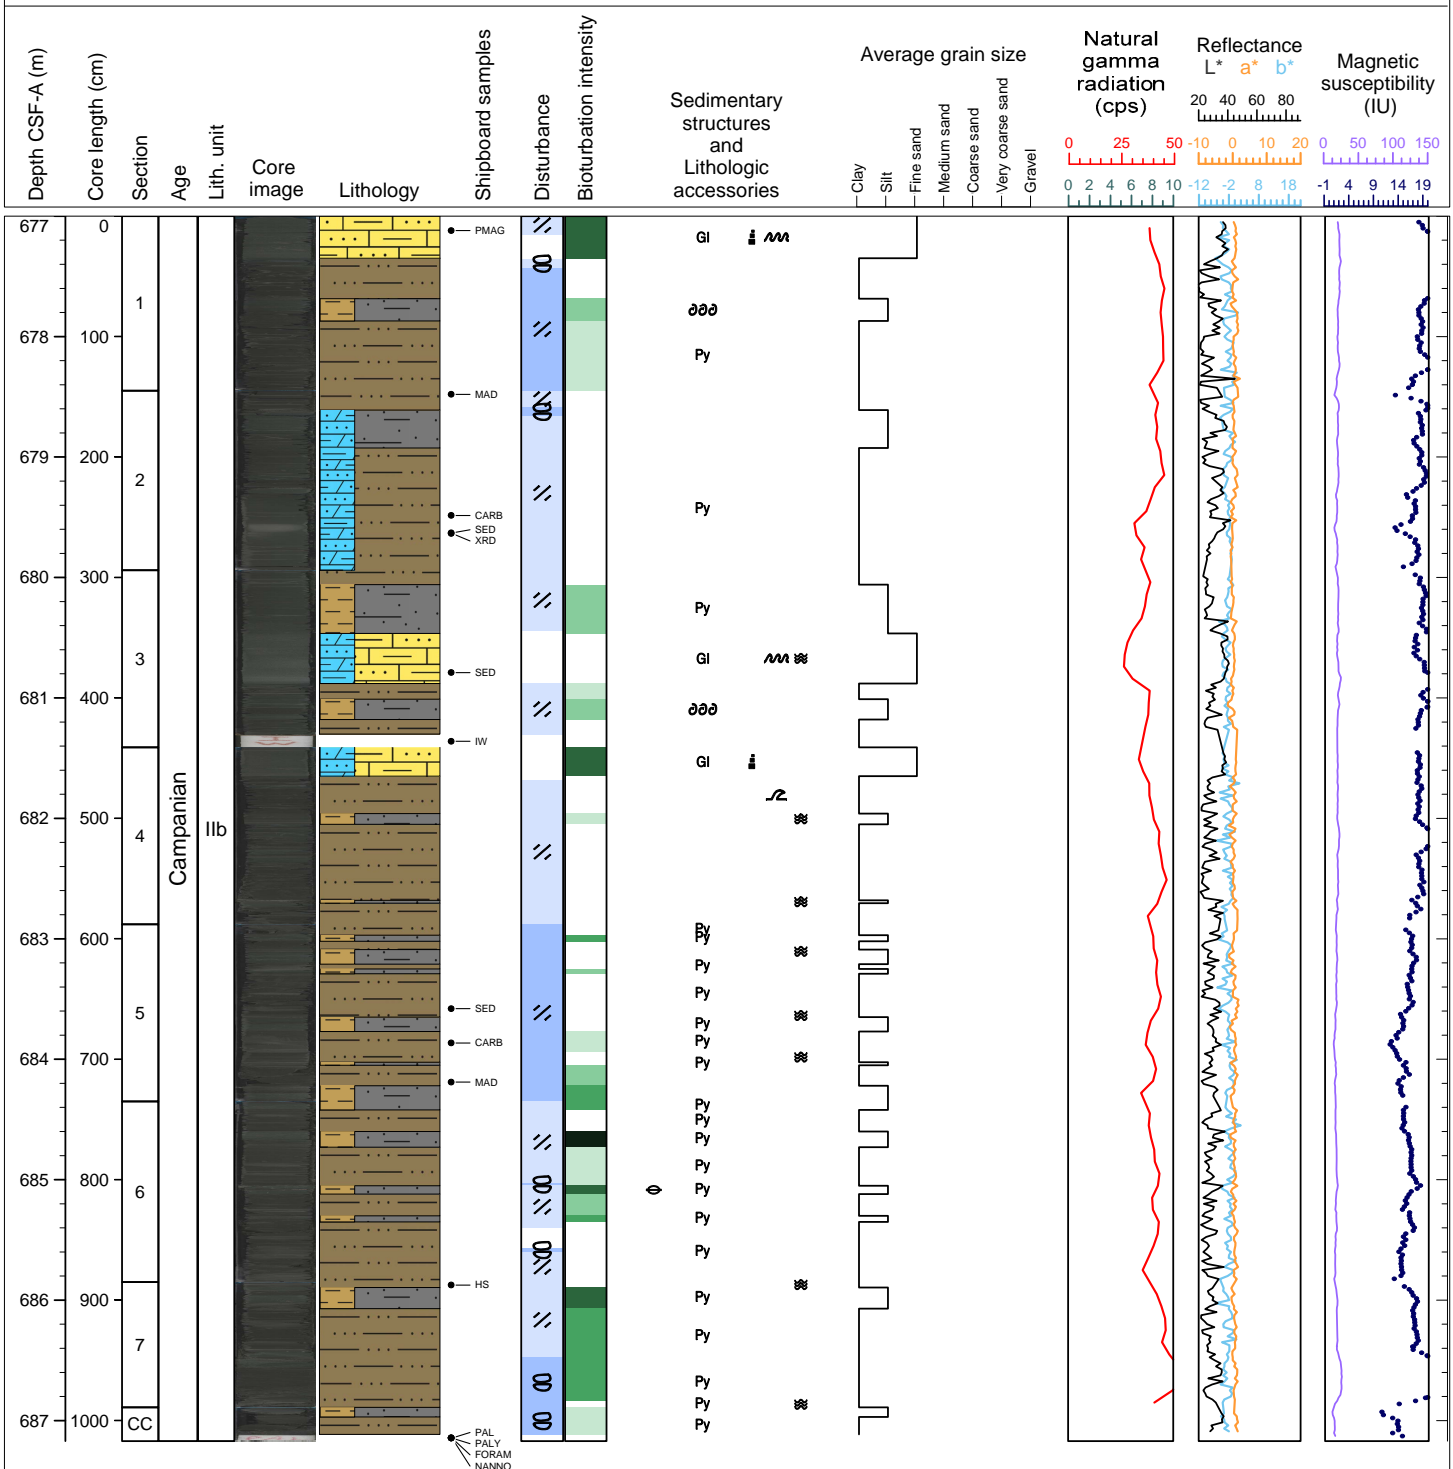 Depth CSF-A (m)
Core length (cm)
Section
Age
Lith. unit
Core
image
Lithology
Shipboard samples
Disturbance
Bioturbation intensity
Sedimentary
structures
and
Lithologic
accessories
Average grain size
Clay
Silt
Fine sand
Medium sand
Coarse sand
Very coarse sand
Gravel
Natural
gamma
radiation
(cps)
0 25 50
0 2 4 6 8 10
Reflectance
L* a* b*
20 40 60 80
-10 0 10 20
-12 -2 8 18
Magnetic
susceptibility
(IU)
0 50 100 150
-1 4 9 14 19
677 0
PMAG
GI
1
678 100
Py
MAD
679 200
2
Py
CARB
SED
XRD
680 300
Py
3
GI
SED
681 400
IW
GI
Campanian
IIb
682 500
4
683 600
Py
Py
Py
Py
SED
5
Py
CARB
Py
684 700
Py
MAD
Py
Py
Py
Py
685 800
6
Py
Py
Py
HS
686 900
Py
7
Py
Py
Py
687 1000
CC
Py
PAL
PALY
FORAM
NANNO